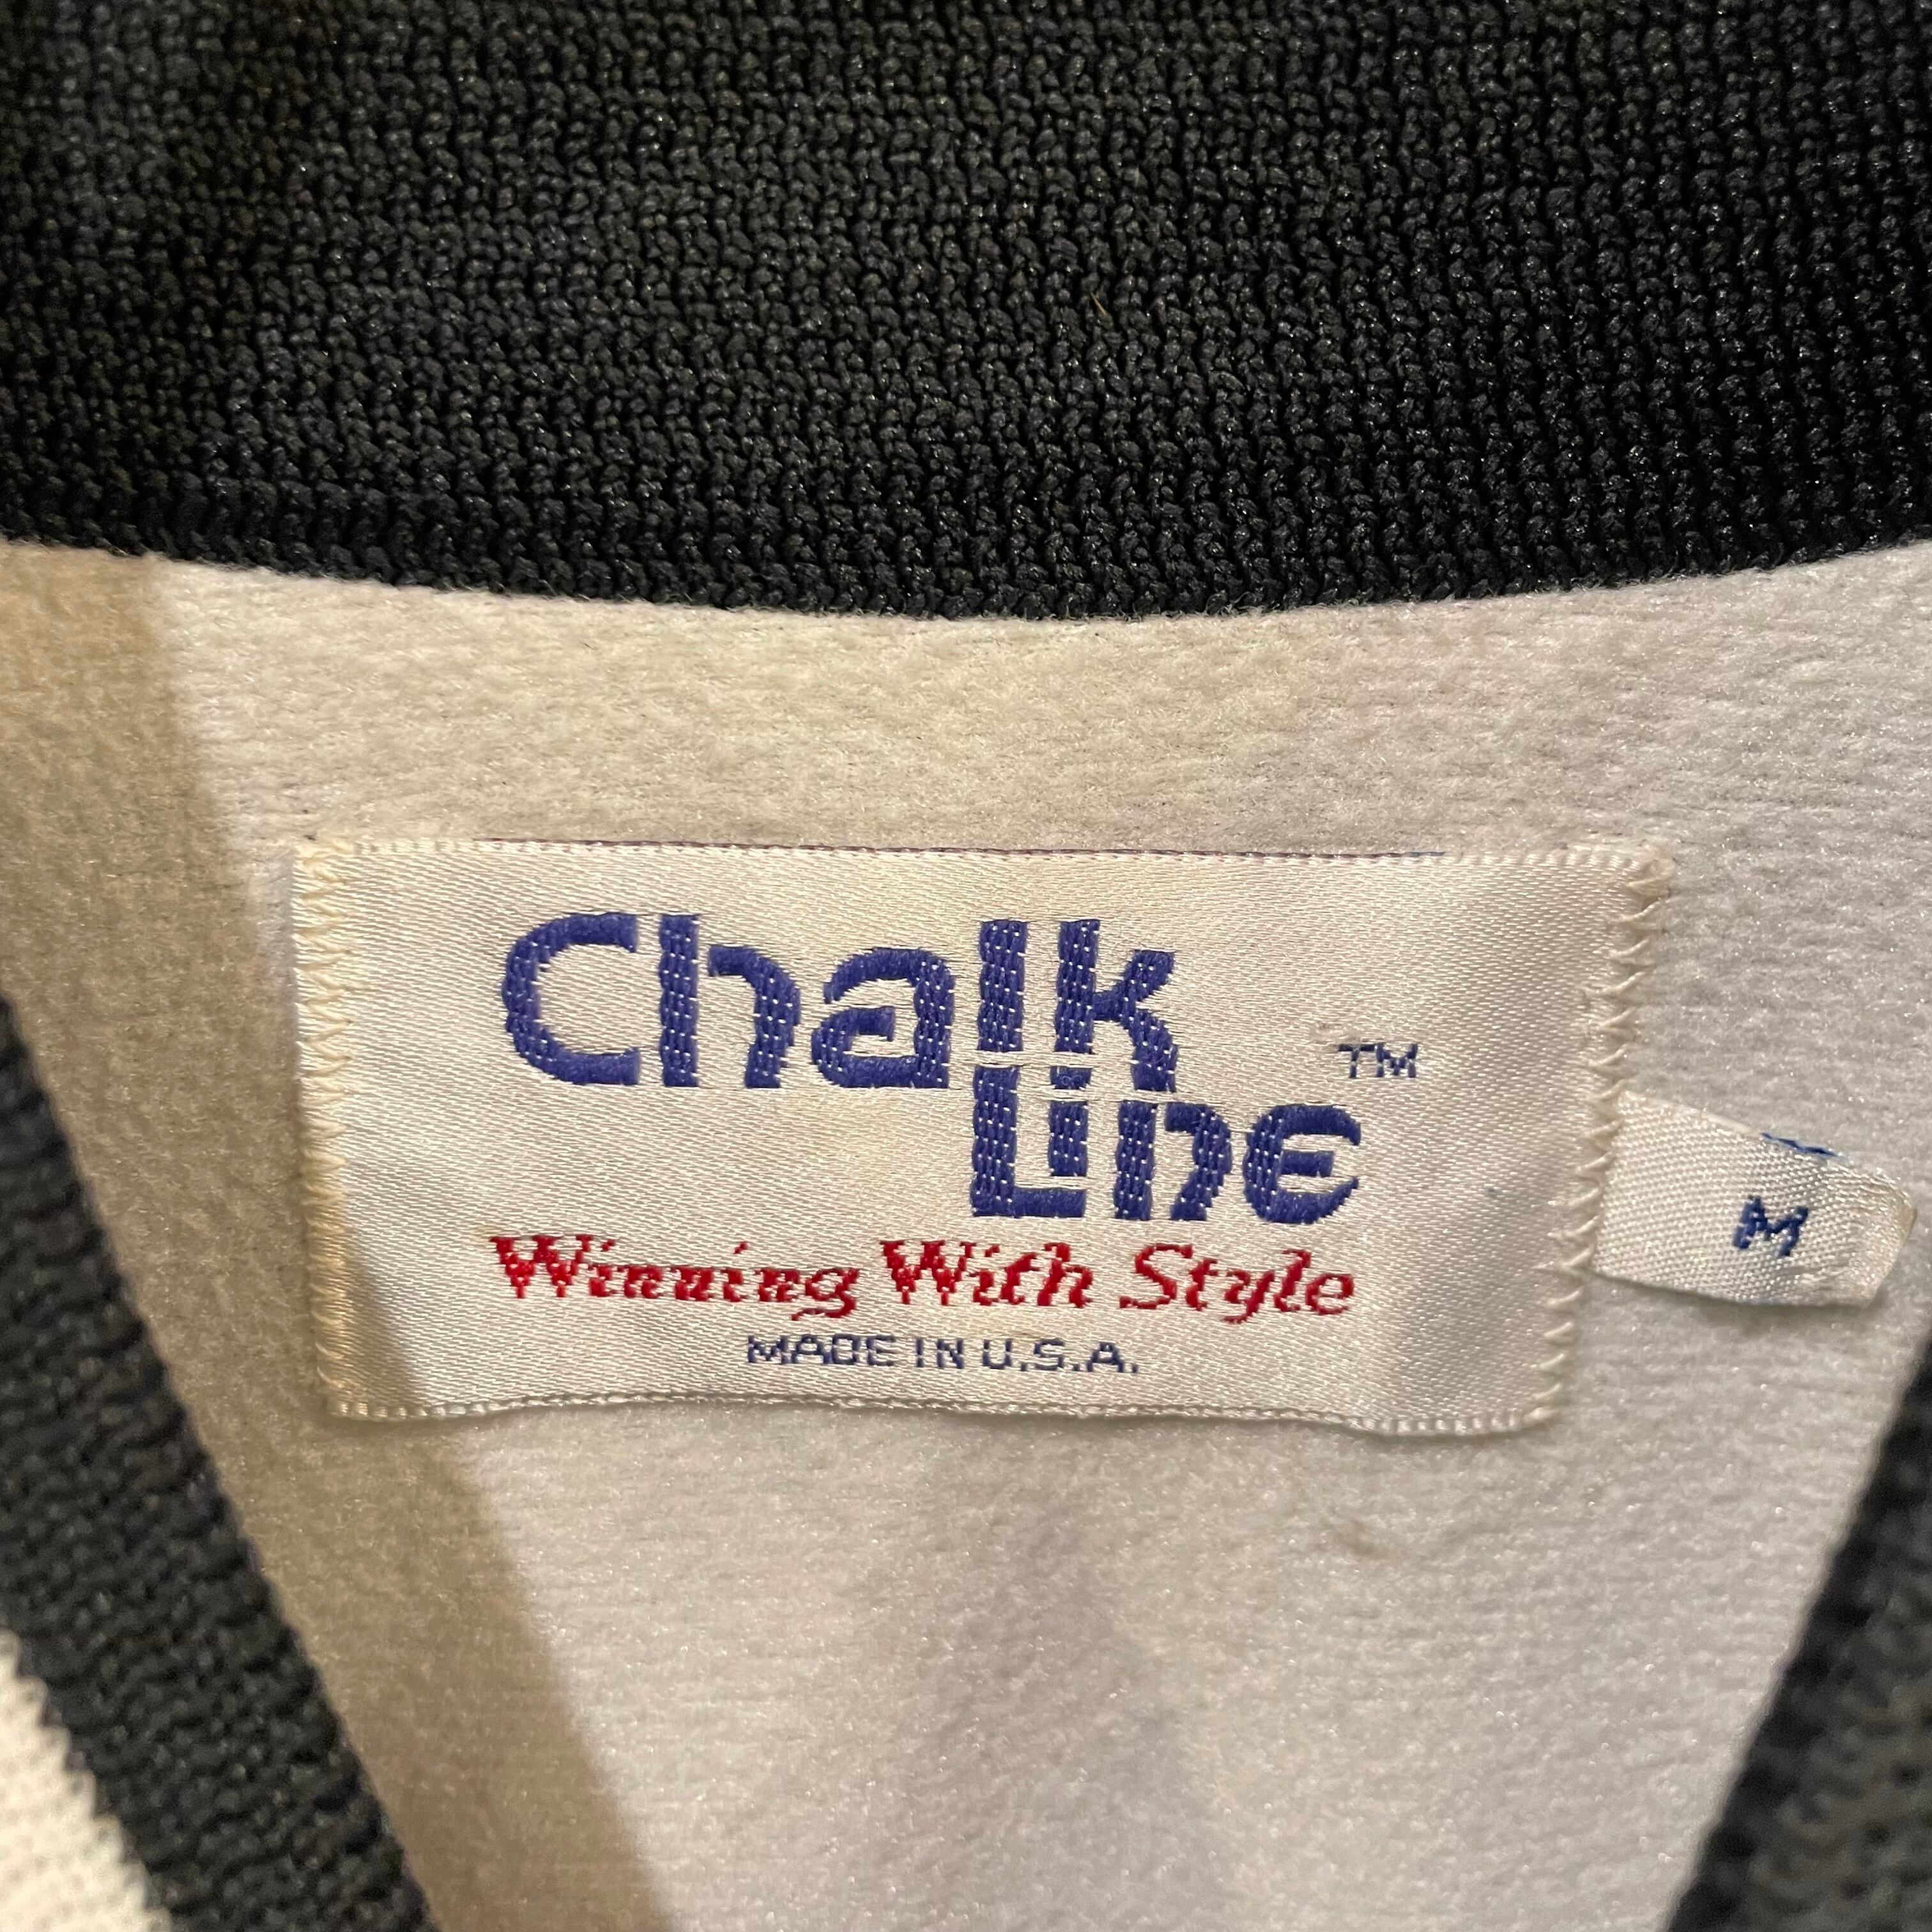 Chalk
Line ™
Winning With Style
MADE IN U.S.A.
M